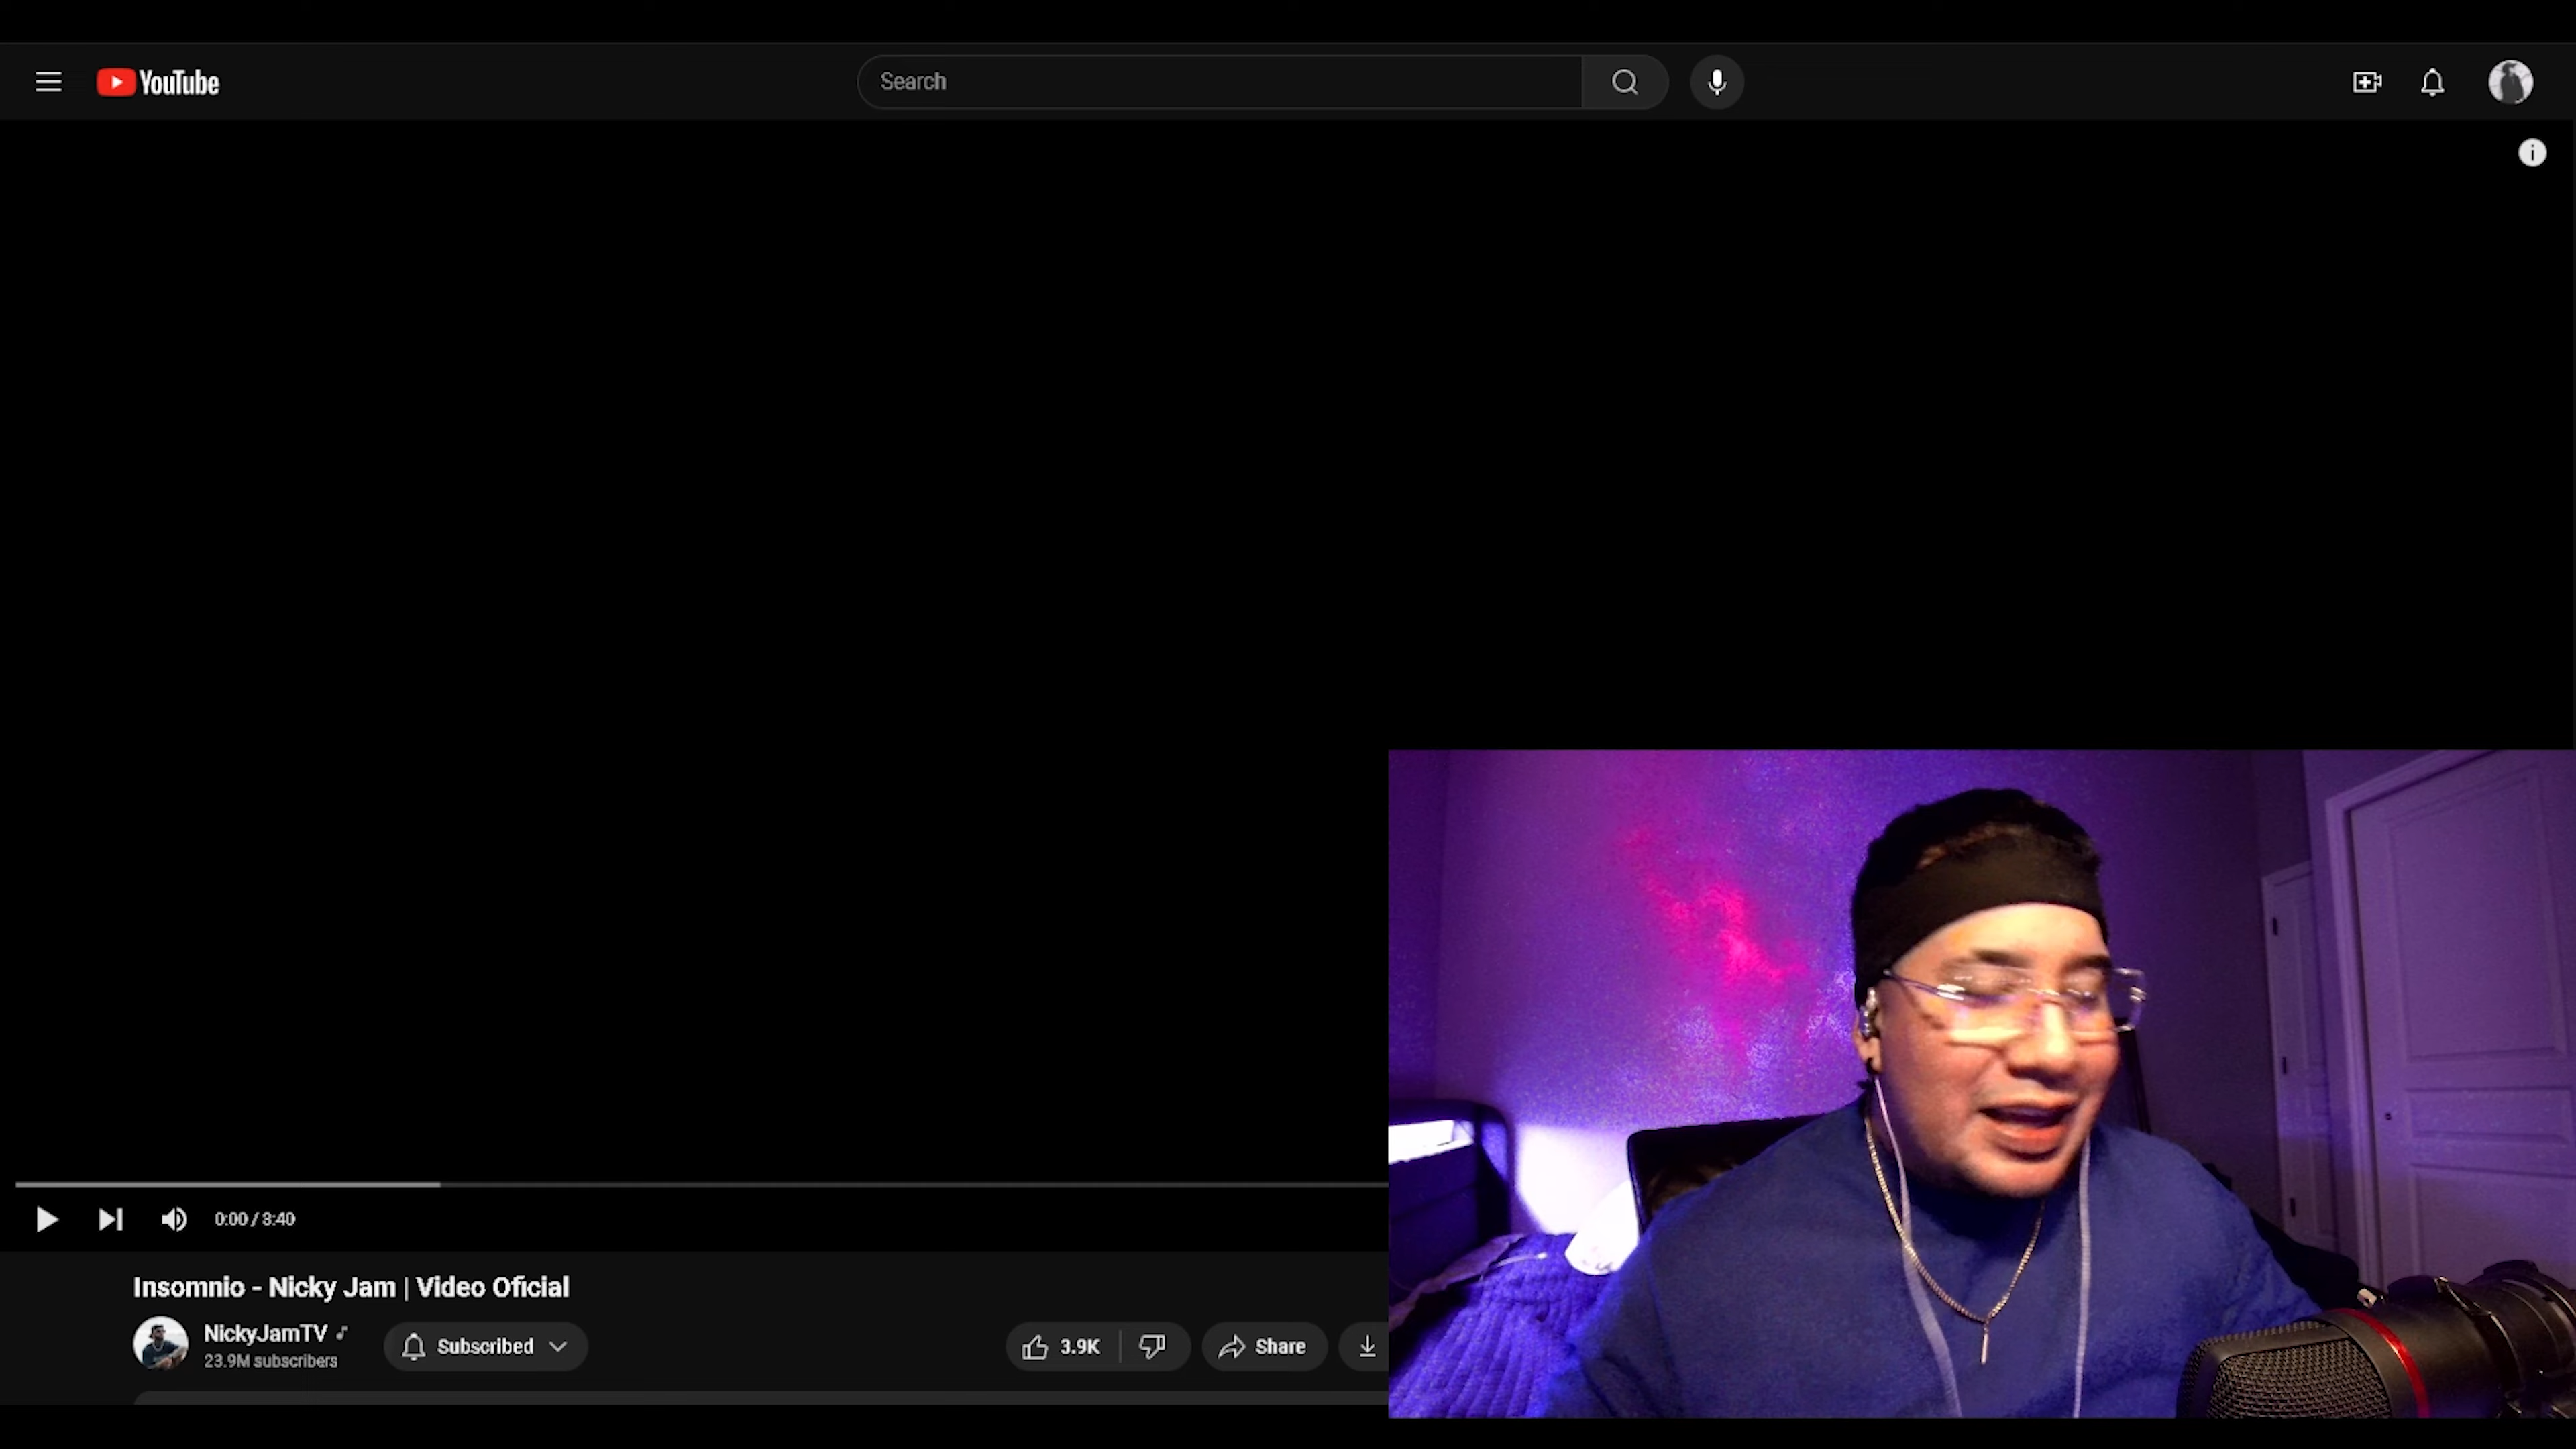 YouTube
Search
0:00 / 3:40
Insomnio - Nicky Jam | Video Oficial
NickyJamTV
23.9M subscribers
Subscribed
3.9K
Share